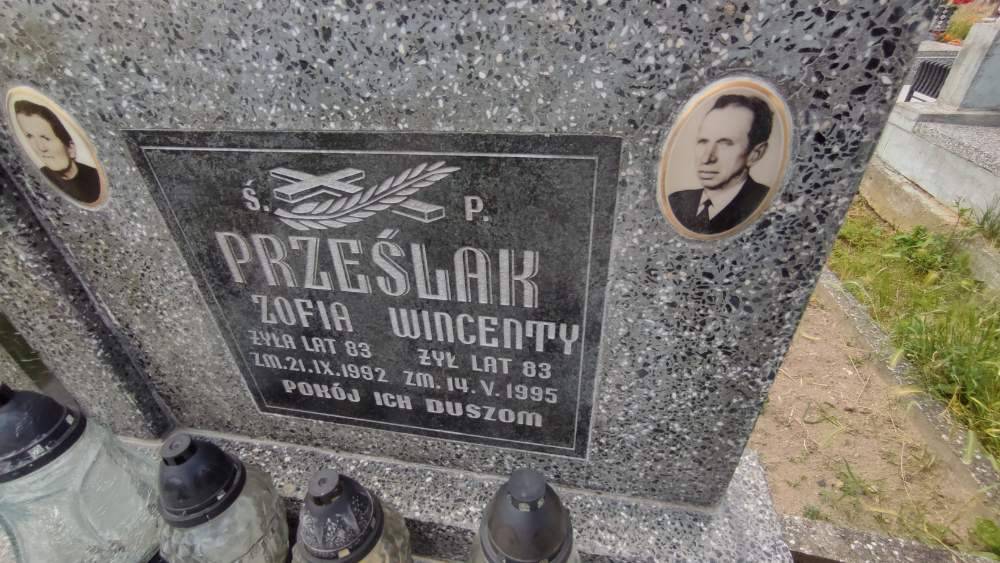 Ś. P.
PRZEŚLAK
ZOFIA WINCENTY
ŻYŁA LAT 83 ŻYŁ LAT 83
ZM. 21. IX. 1992 ZM. 14. V. 1995
POKÓJ ICH DUSZOM